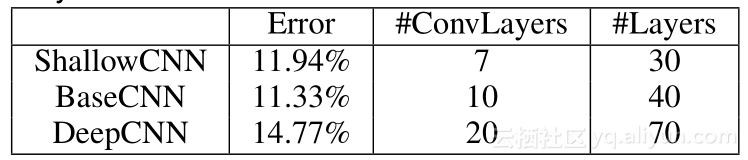 Error #ConvLayers #Layers
ShallowCNN 11.94% 7 30
BaseCNN 11.33% 10 40
DeepCNN 14.77% 20 70
云栖社区 yq.aliyun.com